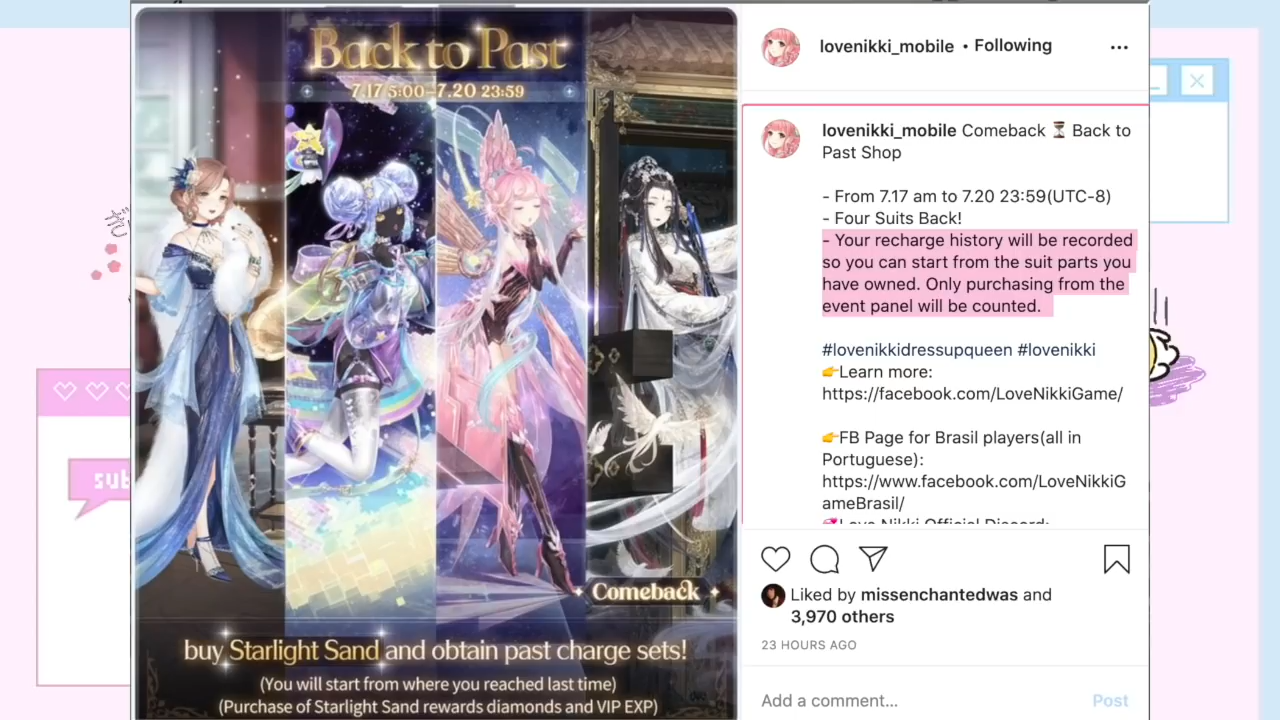 Back to Past
7.17 5:00-7.20 23:59
Comeback
buy Starlight Sand and obtain past charge sets!
(You will start from where you reached last time)
(Purchase of Starlight Sand rewards diamonds and VIP EXP)
sub
lovenikki_mobile • Following
lovenikki_mobile Comeback ⏳ Back to
Past Shop
- From 7.17 am to 7.20 23:59(UTC-8)
- Four Suits Back!
- Your recharge history will be recorded
so you can start from the suit parts you
have owned. Only purchasing from the
event panel will be counted.
#lovenikkidressupqueen #lovenikki
👉Learn more:
https://facebook.com/LoveNikkiGame/
👉FB Page for Brasil players(all in
Portuguese):
https://www.facebook.com/LoveNikkiG
ameBrasil/
💞Love Nikki Official Discord:
Liked by missenchantedwas and
3,970 others
23 HOURS AGO
Add a comment...
Post